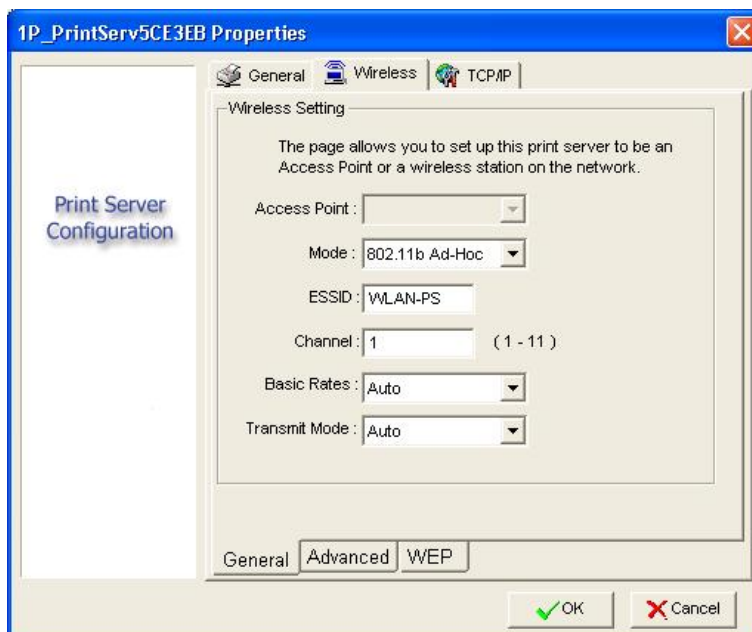 1P_PrintServ5CE3EB Properties
General
Wireless
TCP/IP
Print Server
Configuration
Wireless Setting
The page allows you to set up this print server to be an
Access Point or a wireless station on the network.
Access Point :
Mode : 802.11b Ad-Hoc
ESSID : WLAN-PS
Channel : 1 ( 1 - 11 )
Basic Rates : Auto
Transmit Mode : Auto
General
Advanced
WEP
OK
Cancel